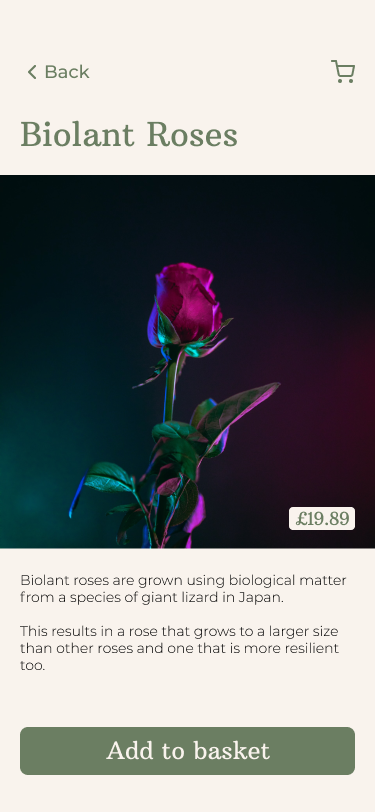 Back
Biolant Roses
£19.89
Biolant roses are grown using biological matter
from a species of giant lizard in Japan.
This results in a rose that grows to a larger size
than other roses and one that is more resilient
too.
Add to basket